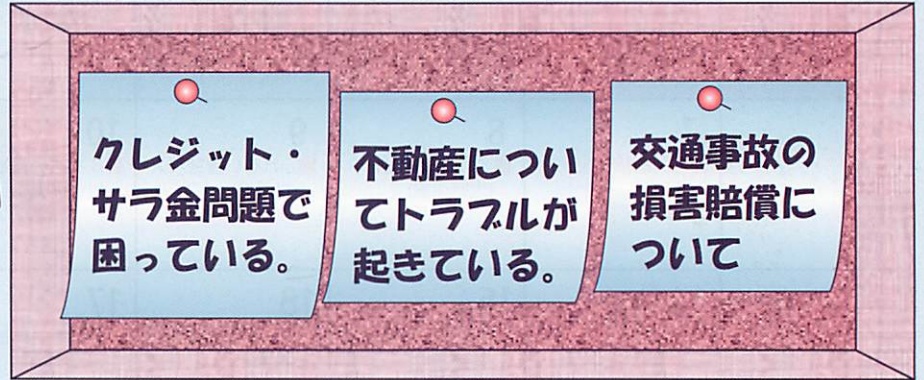 クレジット・
サラ金問題で
困っている。
不動産につい
てトラブルが
起きている。
交通事故の
損害賠償に
ついて